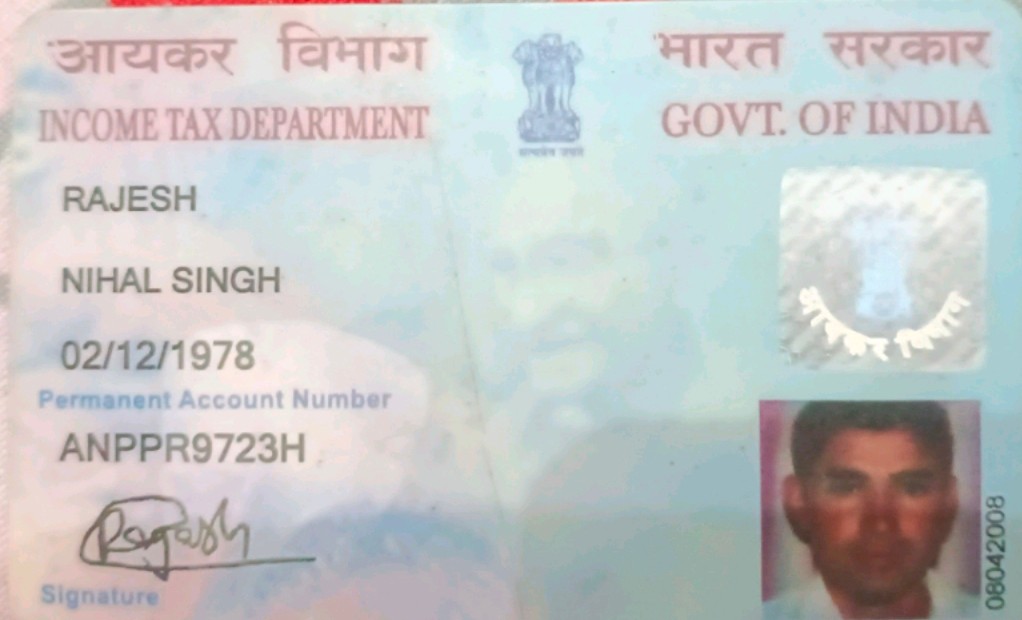 आयकर विभाग
भारत सरकार
INCOME TAX DEPARTMENT
GOVT. OF INDIA
सत्यमेव जयते
RAJESH
NIHAL SINGH
02/12/1978
Permanent Account Number
ANPPR9723H
Rajesh
Signature
आयकर विभाग
08042008